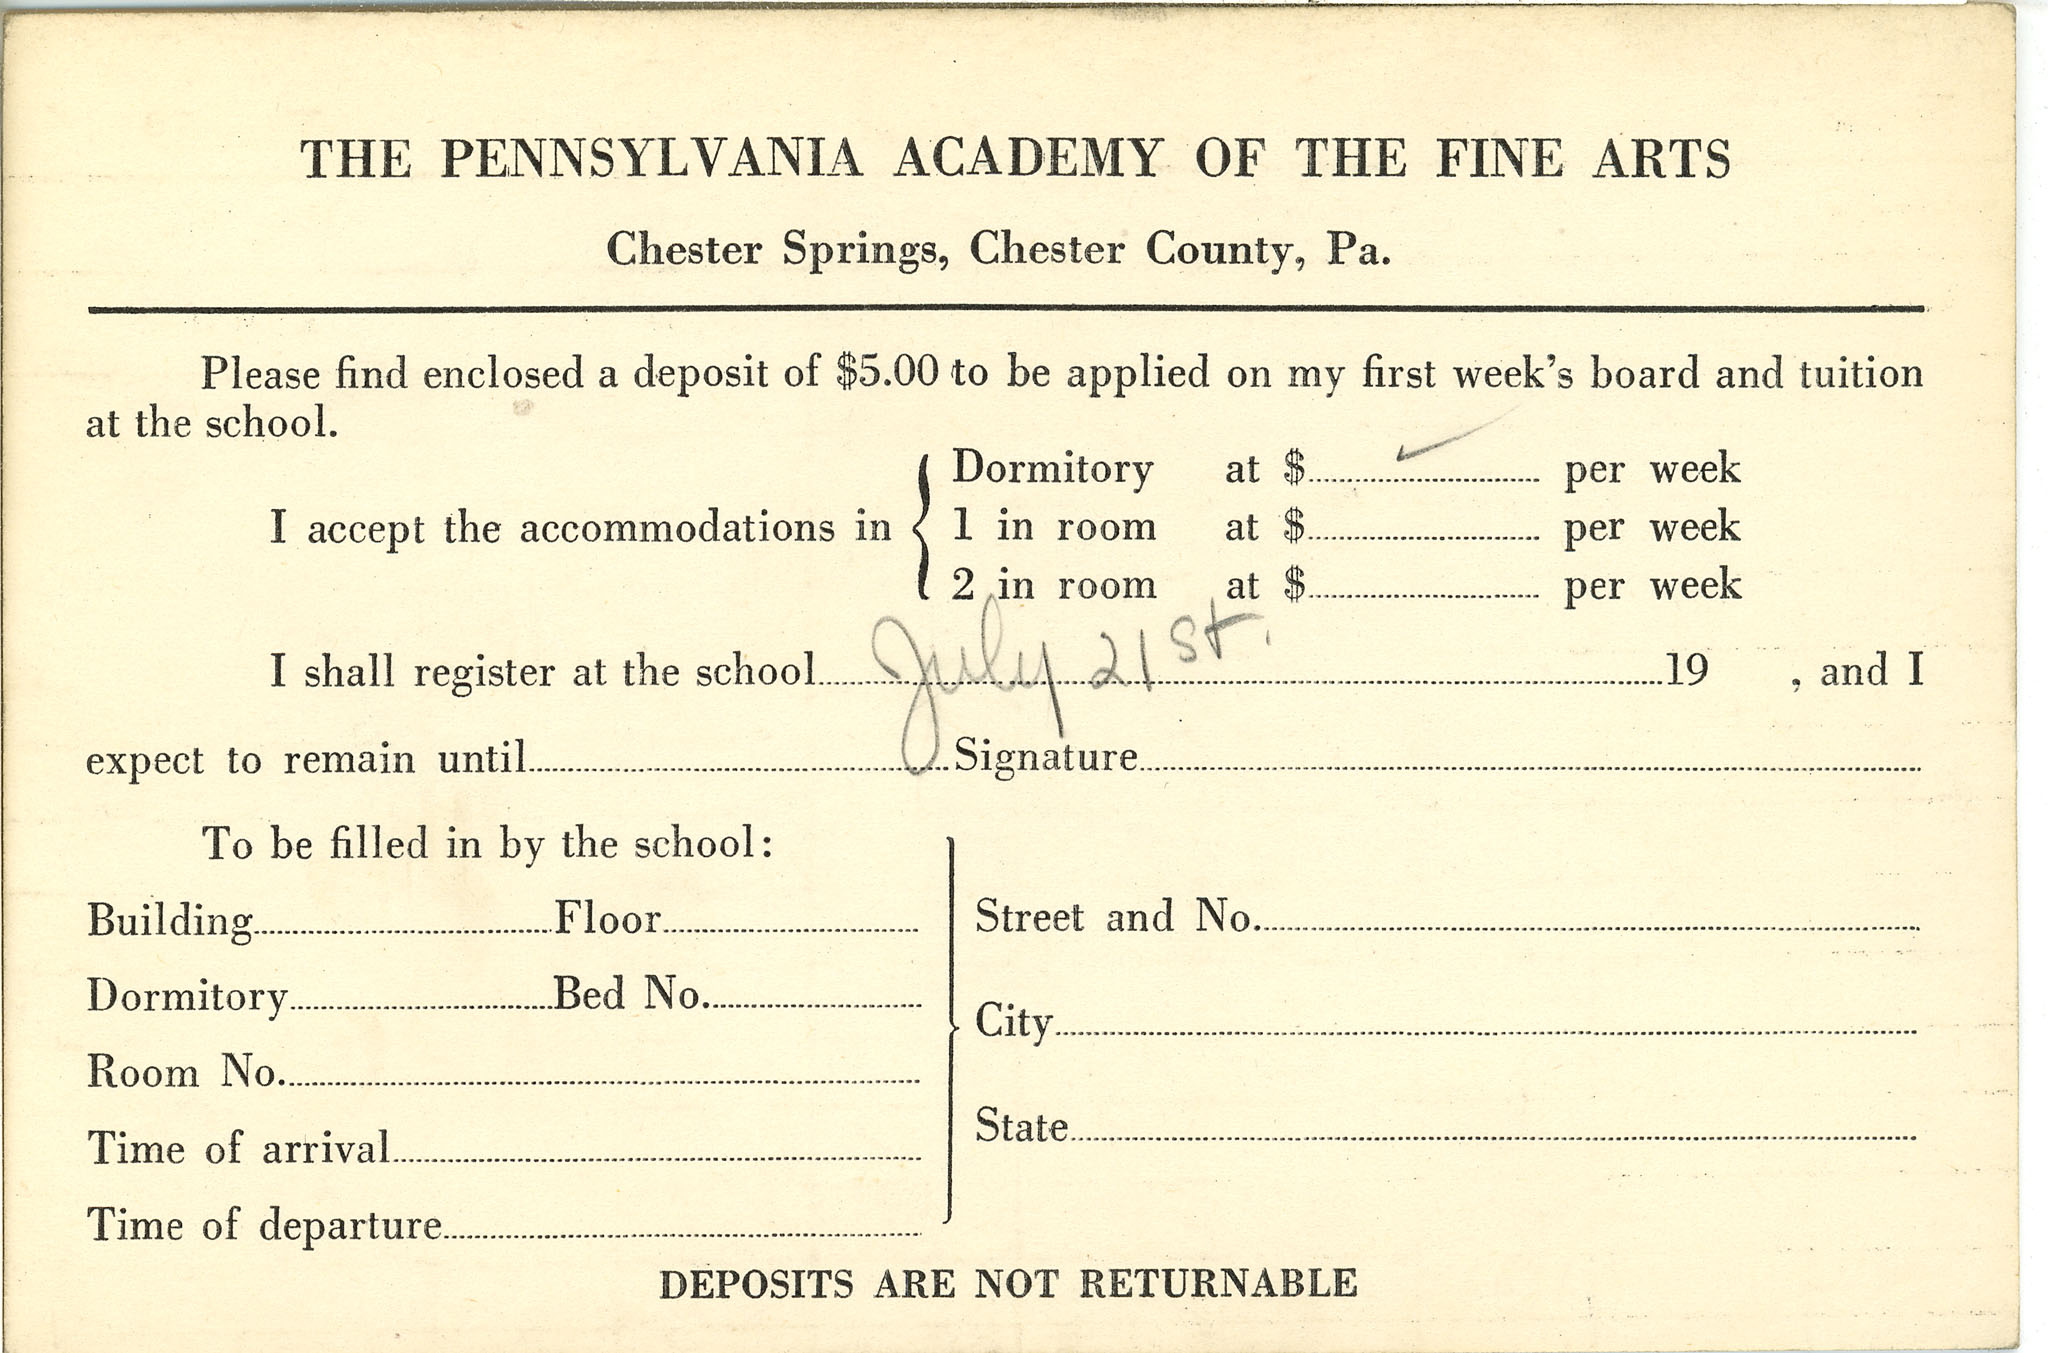 THE PENNSYLVANIA ACADEMY OF THE FINE ARTS
Chester Springs, Chester County, Pa.
Please find enclosed a deposit of $5.00 to be applied on my first week's board and tuition
at the school.
I accept the accommodations in
Dormitory at $ ✓ per week
1 in room at $ per week
2 in room at $ per week
I shall register at the school July 21st. 19 , and I
expect to remain until Signature
To be filled in by the school:
Building Floor
Dormitory Bed No.
Room No.
Time of arrival
Time of departure
Street and No.
City
State
DEPOSITS ARE NOT RETURNABLE